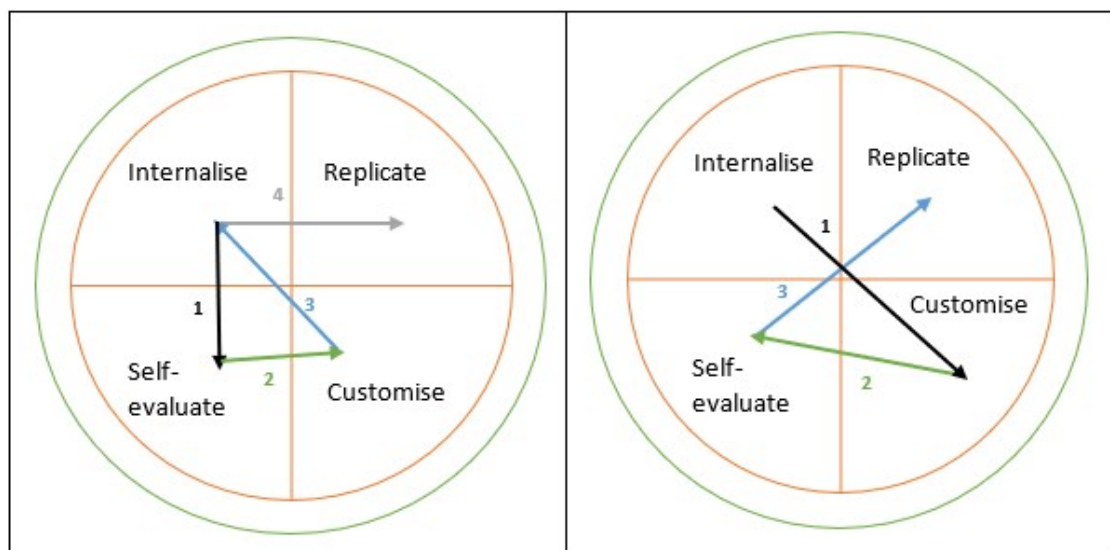 Internalise
Replicate
4
1
3
2
Self-
evaluate
Customise
Internalise
Replicate
1
3
Customise
2
Self-
evaluate